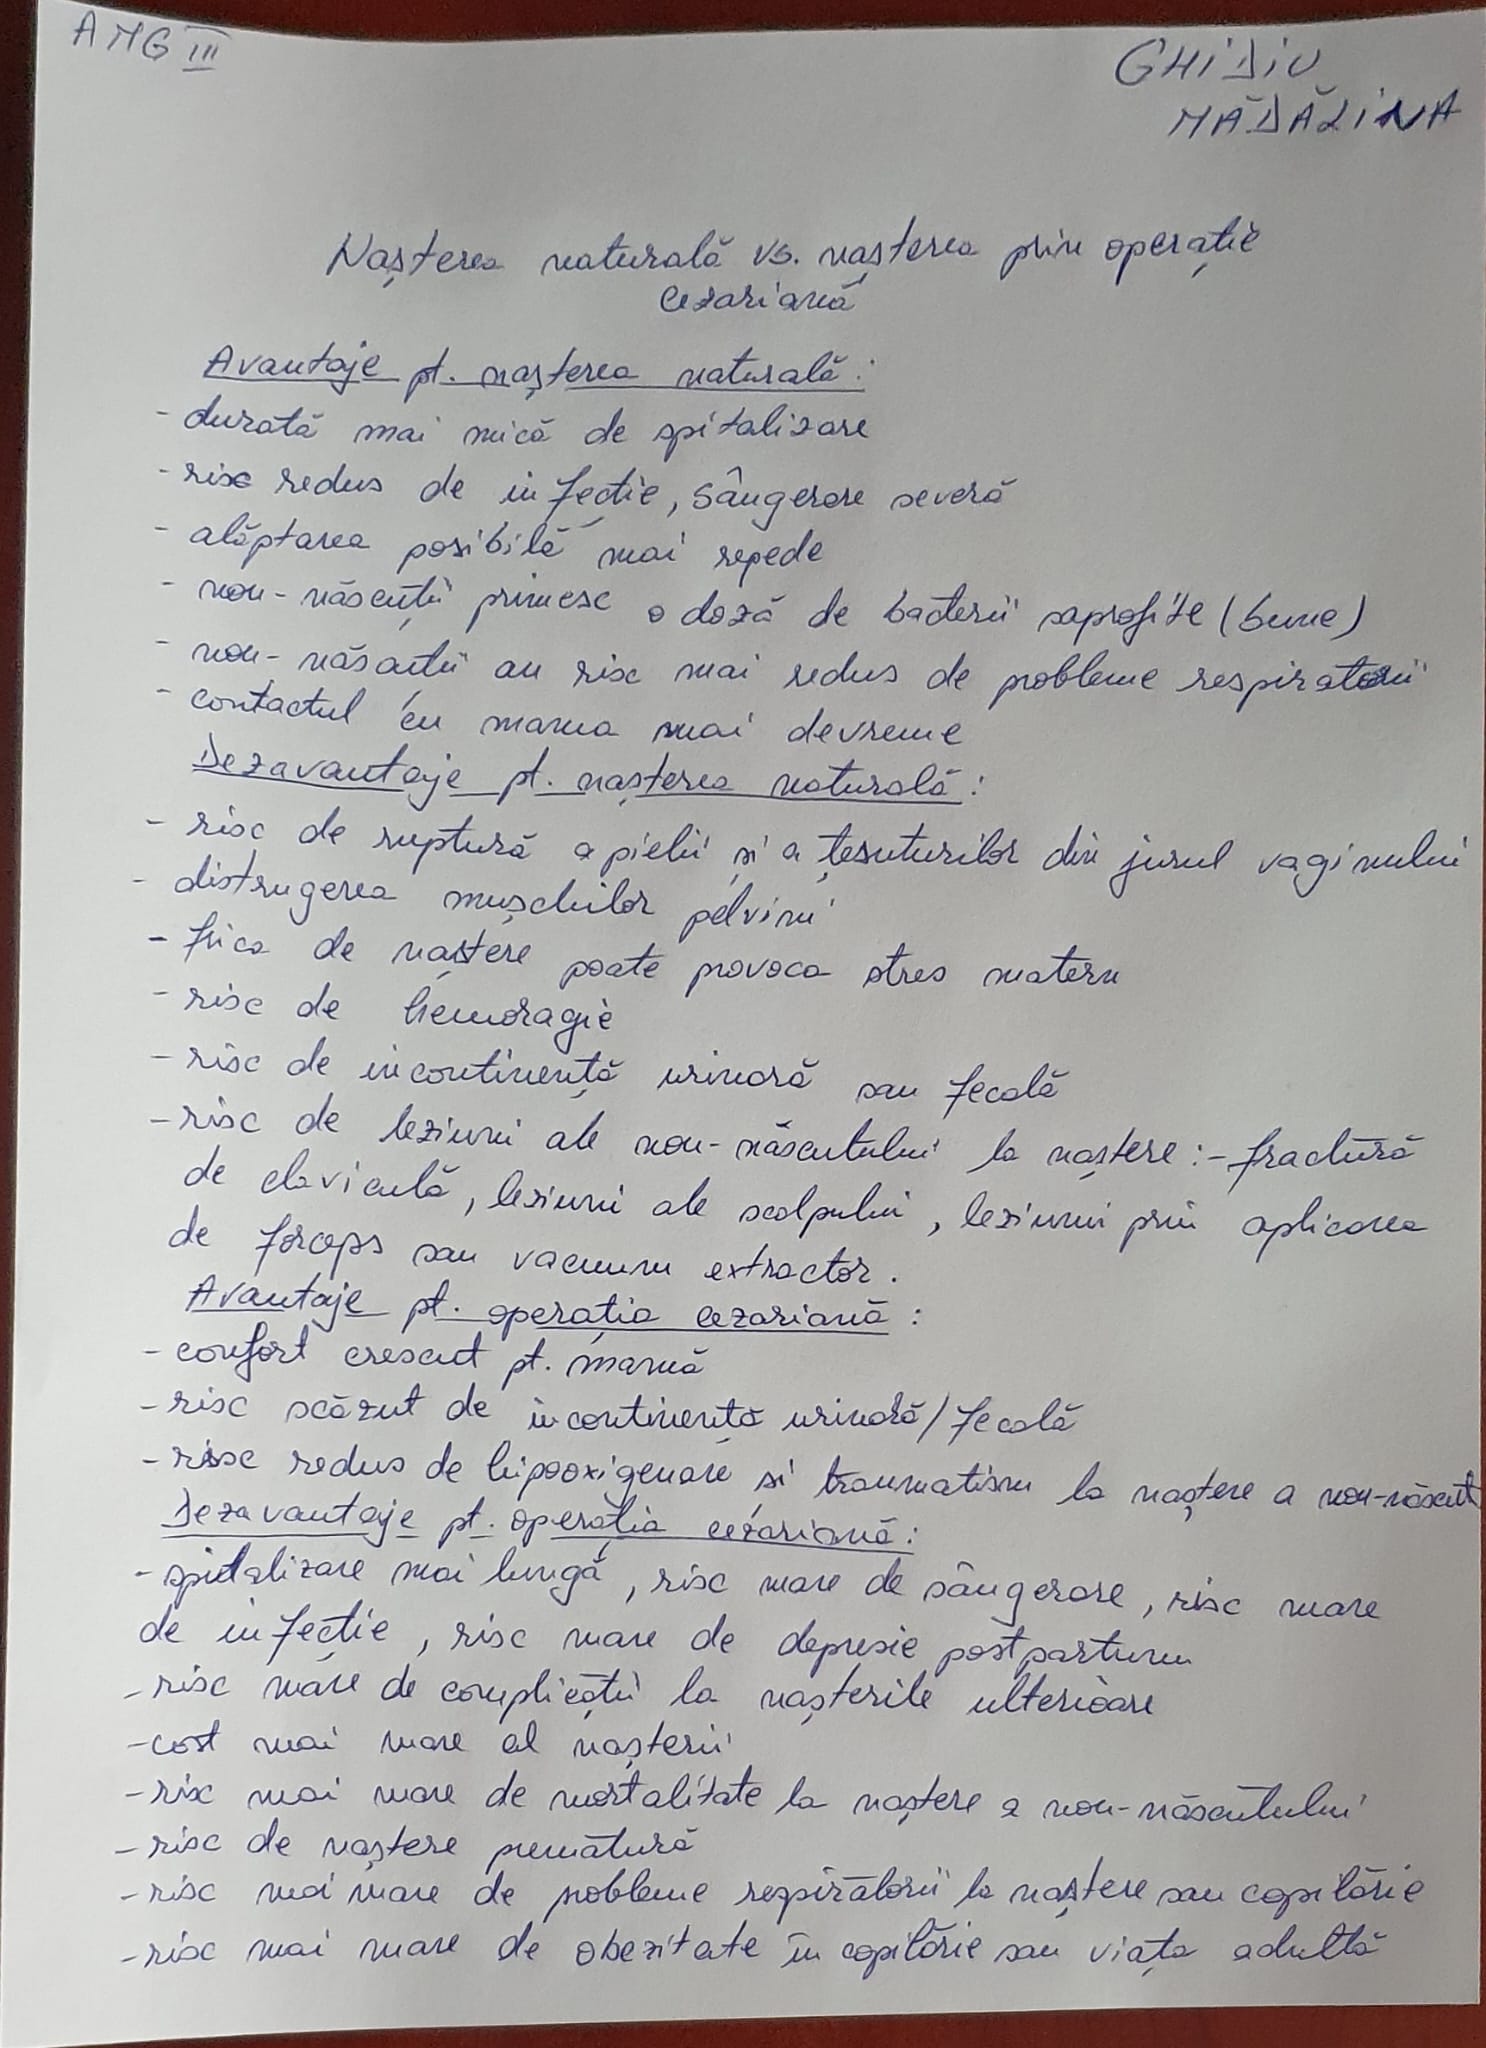 AMG III
GHIDIU
MĂDĂLINA
Nașterea naturală vs. nașterea prin operație
cezariană
Avantaje pt. nașterea naturală:
- durată mai mică de spitalizare
- risc redus de infecție, sângerare severă
- alăptarea posibilă mai repede
- nou-născuții primesc o doză de bacterii saprofite (bune)
- nou-născuții au risc mai redus de probleme respiratorii
- contactul cu mama mai devreme
Dezavantaje pt. nașterea naturală:
- risc de ruptură a pielii și a țesuturilor din jurul vaginului
- distrugerea mușchilor pelvini
- frica de naștere poate provoca stres matern
- risc de hemoragie
- risc de incontinență urinară sau fecală
- risc de leziuni ale nou-născutului la naștere: - fractură
de claviculă, leziuni ale scalpului, leziuni prin aplicarea
de forceps sau vacuum extractor.
Avantaje pt. operația cezariană:
- confort crescut pt. mamă
- risc scăzut de incontinență urinară/fecală
- risc redus de hipooxigenare și traumatism la naștere a nou-născut
Dezavantaje pt. operația cezariană:
- spitalizare mai lungă, risc mare de sângerare, risc mare
de infecție, risc mare de depresie postpartum
- risc mare de complicații la nașterile ulterioare
- cost mai mare al nașterii
- risc mai mare de mortalitate la naștere a nou-născutului
- risc de naștere prematură
- risc mai mare de probleme respiratorii la naștere sau copilărie
- risc mai mare de obezitate în copilărie sau viața adultă